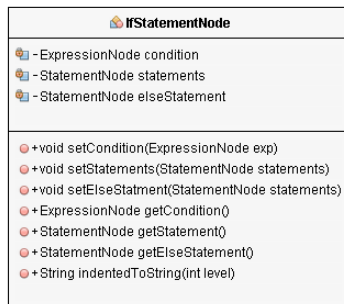 IfStatementNode
- ExpressionNode condition
- StatementNode statements
- StatementNode elseStatement
+void setCondition(ExpressionNode exp)
+void setStatements(StatementNode statements)
+void setElseStatment(StatementNode statements)
+ExpressionNode getCondition()
+StatementNode getStatement()
+StatementNode getElseStatement()
+String indentedToString(int level)